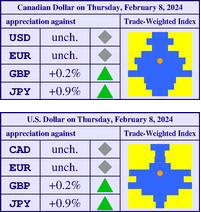 Canadian Dollar on Thursday, February 8, 2024
appreciation against Trade-Weighted Index
USD unch.
EUR unch.
GBP +0.2%
JPY +0.9%
U.S. Dollar on Thursday, February 8, 2024
appreciation against Trade-Weighted Index
CAD unch.
EUR unch.
GBP +0.2%
JPY +0.9%